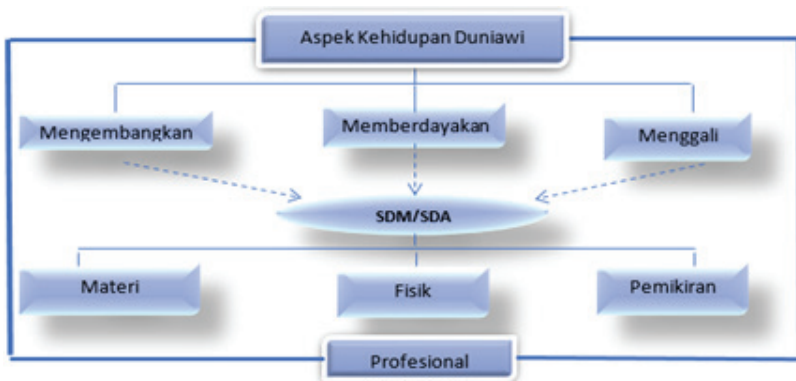 Aspek Kehidupan Duniawi
Mengembangkan
Memberdayakan
Menggali
SDM/SDA
Materi
Fisik
Pemikiran
Profesional